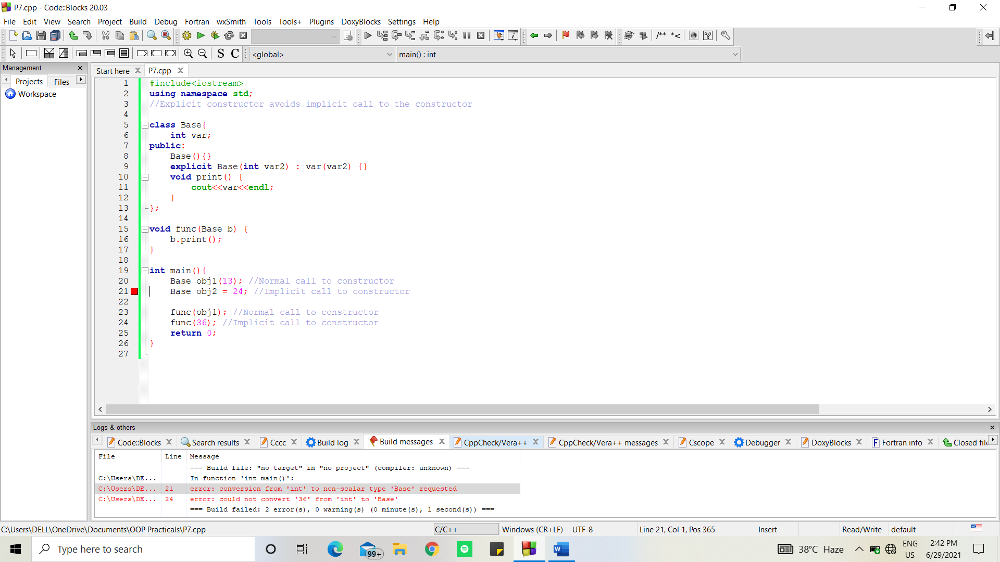 P7.cpp - Code::Blocks 20.03
File Edit View Search Project Build Debug Fortran wxSmith Tools Tools+ Plugins DoxyBlocks Settings Help
/** *<
S C <global> main() : int
Management
Projects Files
Workspace
Start here P7.cpp
1 #include<iostream>
2 using namespace std;
3 //Explicit constructor avoids implicit call to the constructor
4
5 class Base{
6 int var;
7 public:
8 Base(){}
9 explicit Base(int var2) : var(var2) {}
10 void print() {
11 cout<<var<<endl;
12 }
13 };
14
15 void func(Base b) {
16 b.print();
17 }
18
19 int main(){
20 Base obj1(13); //Normal call to constructor
21 Base obj2 = 24; //Implicit call to constructor
22
23 func(obj1); //Normal call to constructor
24 func(36); //Implicit call to constructor
25 return 0;
26 }
27
Logs & others
Code::Blocks Search results Cccc Build log Build messages CppCheck/Vera++ CppCheck/Vera++ messages Cscope Debugger DoxyBlocks Fortran info Closed file
File Line Message
=== Build file: "no target" in "no project" (compiler: unknown) ===
C:\Users\DE... In function 'int main()':
C:\Users\DE... 21 error: conversion from 'int' to non-scalar type 'Base' requested
C:\Users\DE... 24 error: could not convert '36' from 'int' to 'Base'
=== Build failed: 2 error(s), 0 warning(s) (0 minute(s), 1 second(s)) ===
C:\Users\DELL\OneDrive\Documents\OOP Practicals\P7.cpp C/C++ Windows (CR+LF) UTF-8 Line 21, Col 1, Pos 365 Insert Read/Write default
Type here to search 99+ 38°C Haze ENG US 2:42 PM 6/29/2021